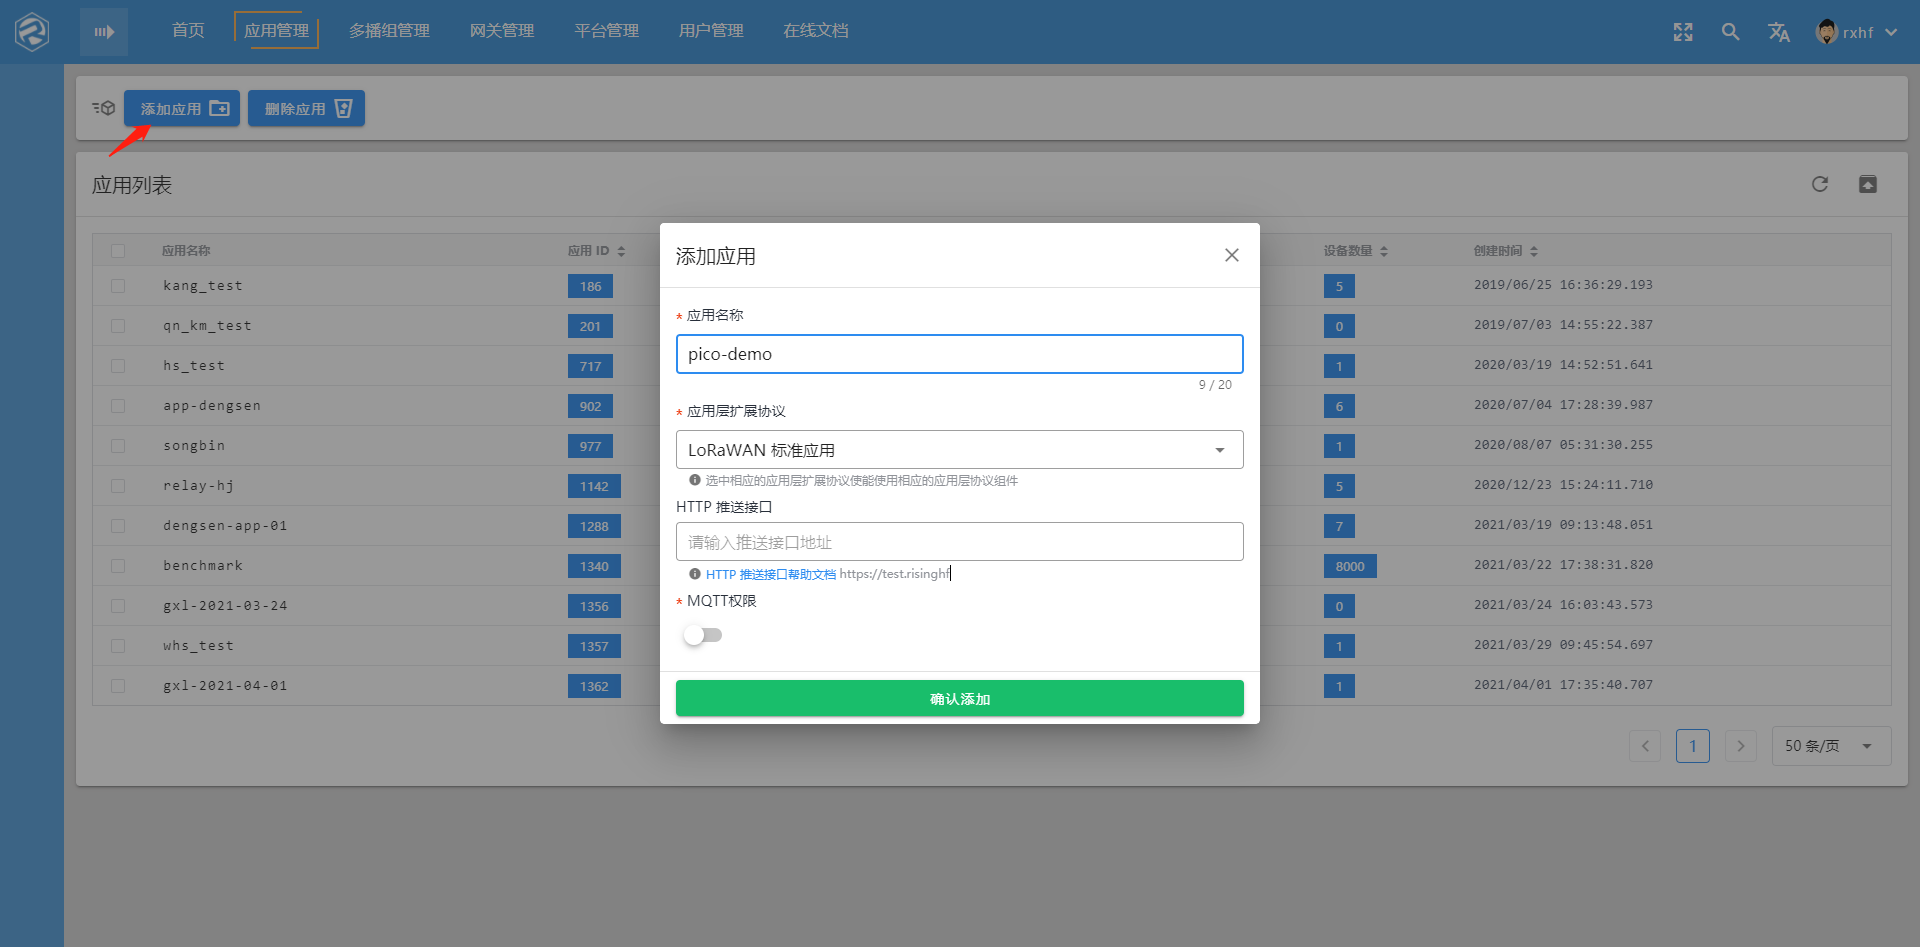 首页 应用管理 多播组管理 网关管理 平台管理 用户管理 在线文档 rxhf
添加应用 删除应用
应用列表
应用名称 应用 ID 设备数量 创建时间
kang_test 186 5 2019/06/25 16:36:29.193
qn_km_test 201 0 2019/07/03 14:55:22.387
hs_test 717 1 2020/03/19 14:52:51.641
app-dengsen 902 6 2020/07/04 17:28:39.987
songbin 977 1 2020/08/07 05:31:30.255
relay-hj 1142 5 2020/12/23 15:24:11.710
dengsen-app-01 1288 7 2021/03/19 09:13:48.051
benchmark 1340 8000 2021/03/22 17:38:31.820
gxl-2021-03-24 1356 0 2021/03/24 16:03:43.573
whs_test 1357 1 2021/03/29 09:45:54.697
gxl-2021-04-01 1362 1 2021/04/01 17:35:40.707
1 50 条/页
添加应用
* 应用名称
pico-demo
9 / 20
* 应用层扩展协议
LoRaWAN 标准应用
选中相应的应用层扩展协议使能使用相应的应用层协议组件
HTTP 推送接口
请输入推送接口地址
HTTP 推送接口帮助文档 https://test.risinghf
* MQTT权限
确认添加